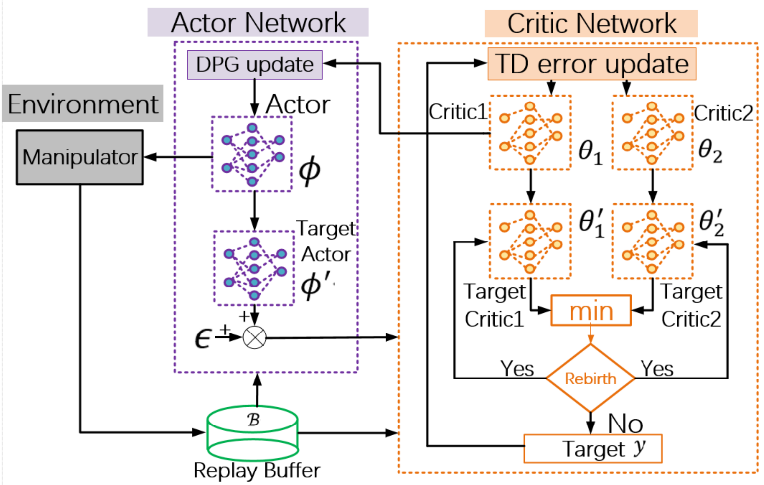 Actor Network
Critic Network
DPG update
TD error update
Environment
Actor
Critic1
Critic2
Manipulator
ϕ
θ₁
θ₂
Target
Actor
ϕ′
θ′₁
θ′₂
Target
Critic1
Target
Critic2
min
+
ϵ
+
Yes
Rebirth
Yes
No
ℬ
Target y
Replay Buffer